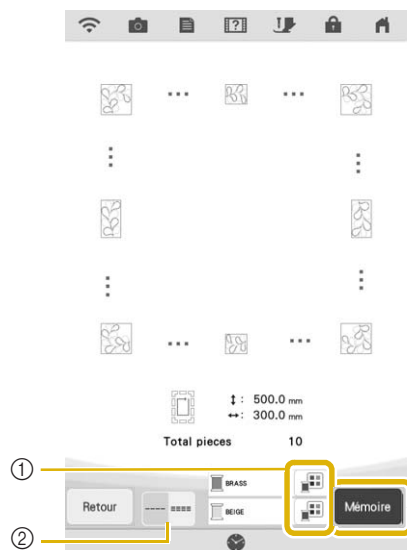 ↕ : 500.0 mm
↔ : 300.0 mm
Total pieces 10
①
BRASS
Retour
Mémoire
BEIGE
②